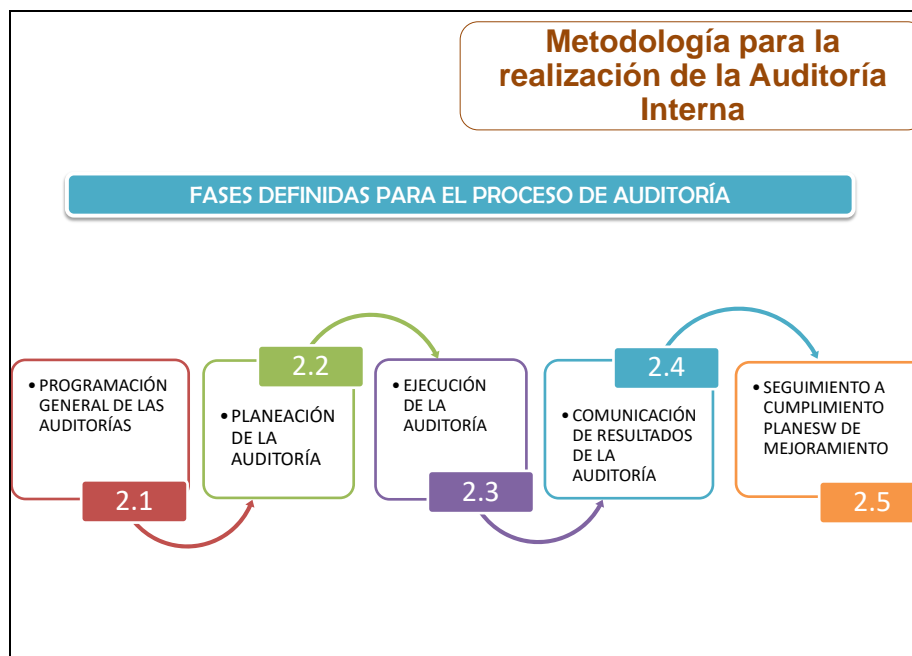 Metodología para la
realización de la Auditoría
Interna
FASES DEFINIDAS PARA EL PROCESO DE AUDITORÍA
• PROGRAMACIÓN
GENERAL DE LAS
AUDITORÍAS
2.1
2.2
• PLANEACIÓN
DE LA
AUDITORÍA
• EJECUCIÓN
DE LA
AUDITORÍA
2.3
2.4
• COMUNICACIÓN
DE RESULTADOS
DE LA
AUDITORÍA
• SEGUIMIENTO A
CUMPLIMIENTO
PLANESW DE
MEJORAMIENTO
2.5